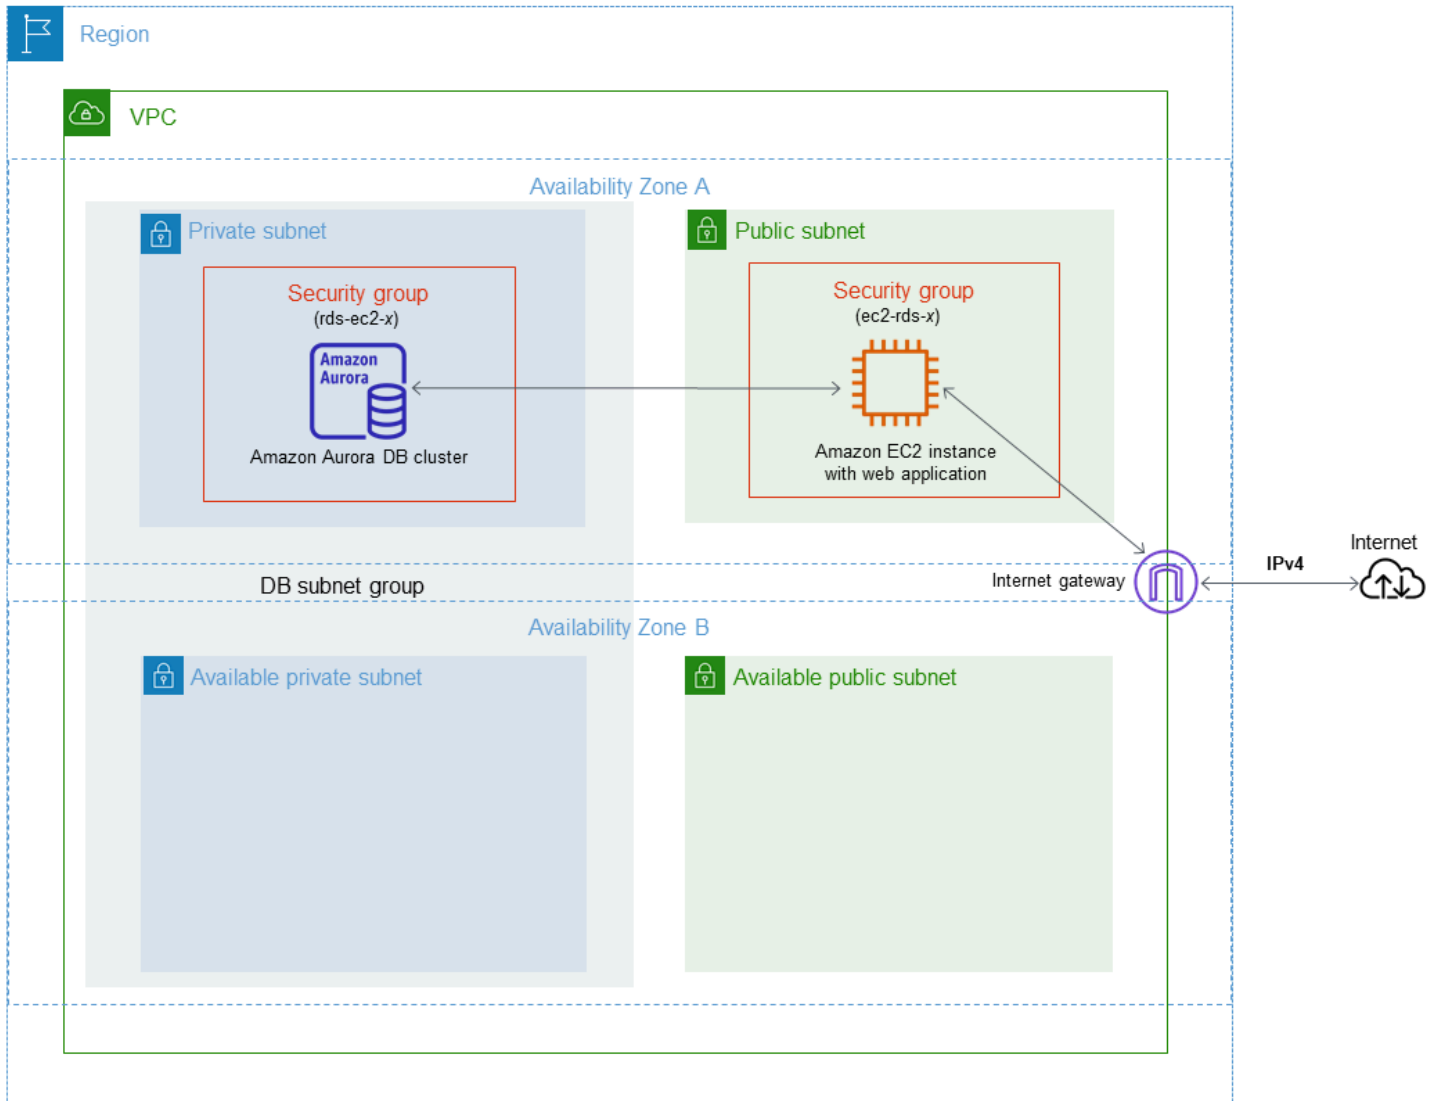 Region
VPC
Availability Zone A
Private subnet
Public subnet
Security group
(rds-ec2-x)
Amazon
Aurora
Amazon Aurora DB cluster
Security group
(ec2-rds-x)
Amazon EC2 instance
with web application
DB subnet group
Internet gateway
IPv4
Internet
Availability Zone B
Available private subnet
Available public subnet